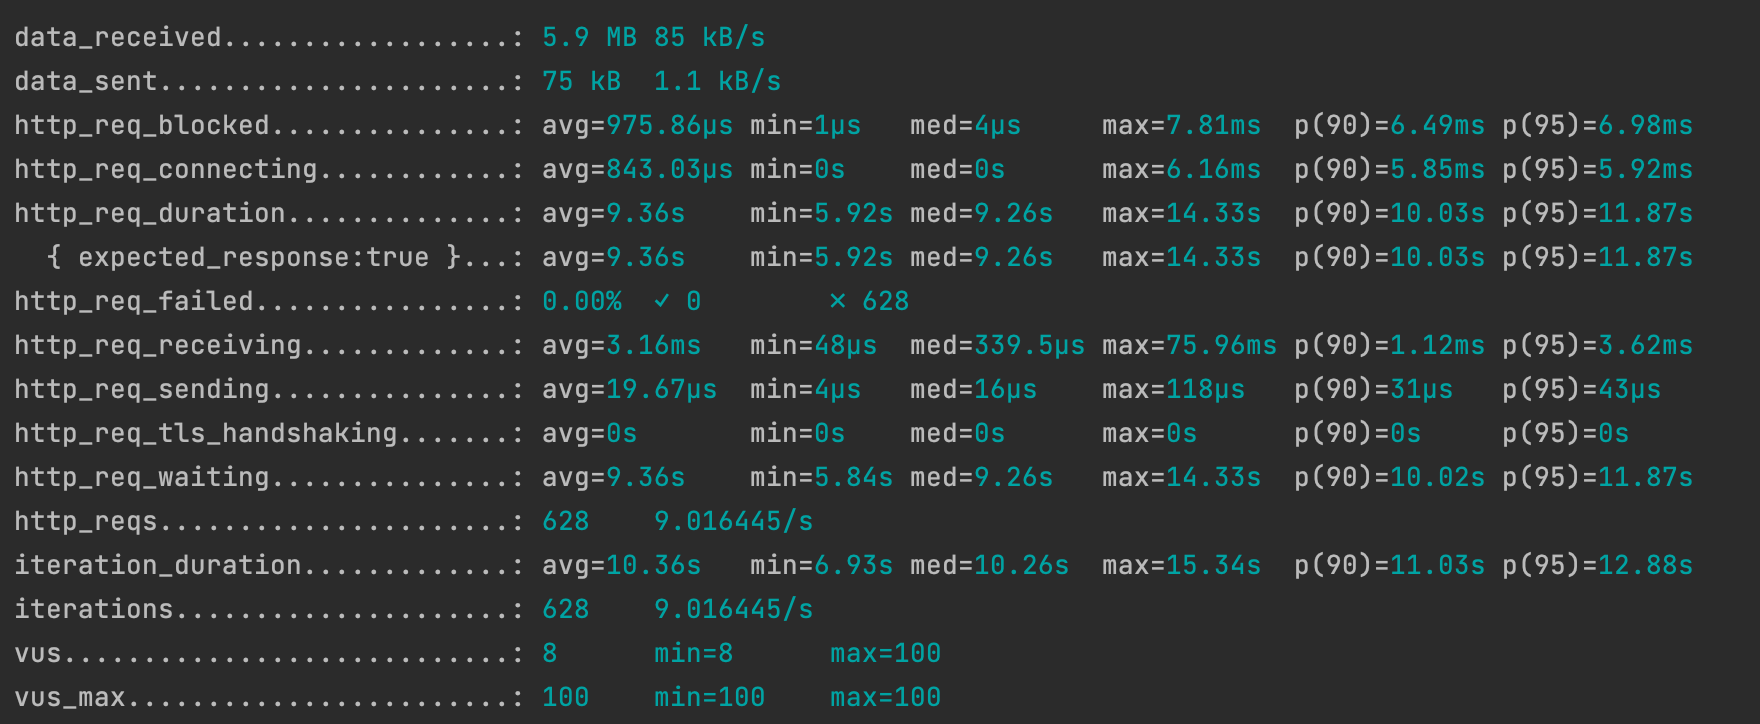 data_received..................: 5.9 MB 85 kB/s
data_sent......................: 75 kB  1.1 kB/s
http_req_blocked...............: avg=975.86µs min=1µs   med=4µs     max=7.81ms  p(90)=6.49ms p(95)=6.98ms
http_req_connecting............: avg=843.03µs min=0s    med=0s      max=6.16ms  p(90)=5.85ms p(95)=5.92ms
http_req_duration..............: avg=9.36s    min=5.92s med=9.26s   max=14.33s  p(90)=10.03s p(95)=11.87s
  { expected_response:true }...: avg=9.36s    min=5.92s med=9.26s   max=14.33s  p(90)=10.03s p(95)=11.87s
http_req_failed................: 0.00%  ✓ 0        ✗ 628
http_req_receiving.............: avg=3.16ms   min=48µs  med=339.5µs max=75.96ms p(90)=1.12ms p(95)=3.62ms
http_req_sending...............: avg=19.67µs  min=4µs   med=16µs    max=118µs   p(90)=31µs   p(95)=43µs
http_req_tls_handshaking.......: avg=0s       min=0s    med=0s      max=0s      p(90)=0s     p(95)=0s
http_req_waiting...............: avg=9.36s    min=5.84s med=9.26s   max=14.33s  p(90)=10.02s p(95)=11.87s
http_reqs......................: 628    9.016445/s
iteration_duration.............: avg=10.36s   min=6.93s med=10.26s  max=15.34s  p(90)=11.03s p(95)=12.88s
iterations.....................: 628    9.016445/s
vus............................: 8      min=8      max=100
vus_max........................: 100    min=100    max=100